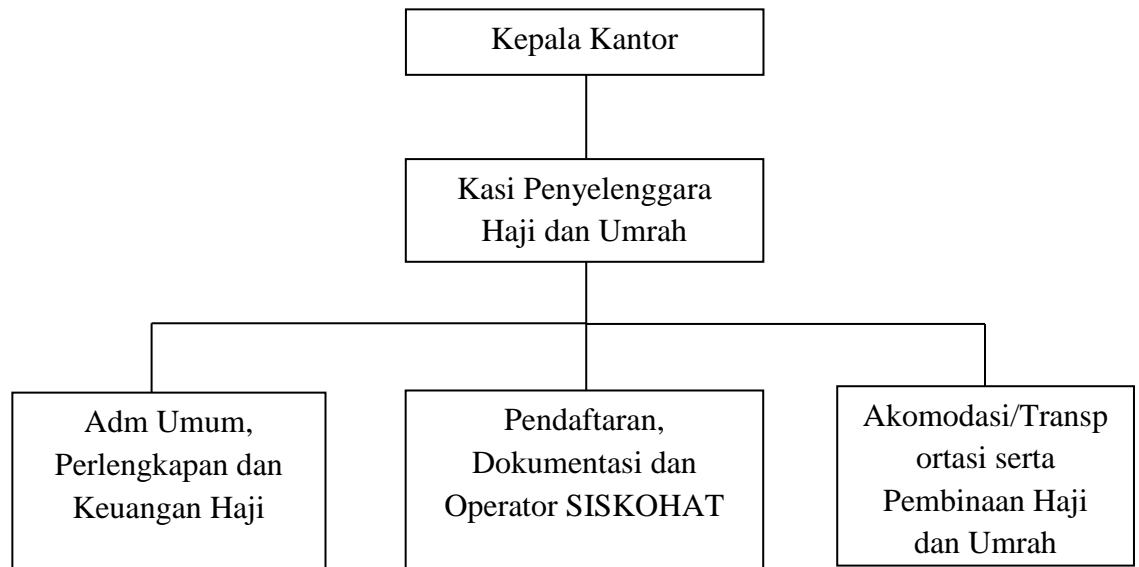 Kepala Kantor
Kasi Penyelenggara
Haji dan Umrah
Adm Umum,
Perlengkapan dan
Keuangan Haji
Pendaftaran,
Dokumentasi dan
Operator SISKOHAT
Akomodasi/Transp
ortasi serta
Pembinaan Haji
dan Umrah